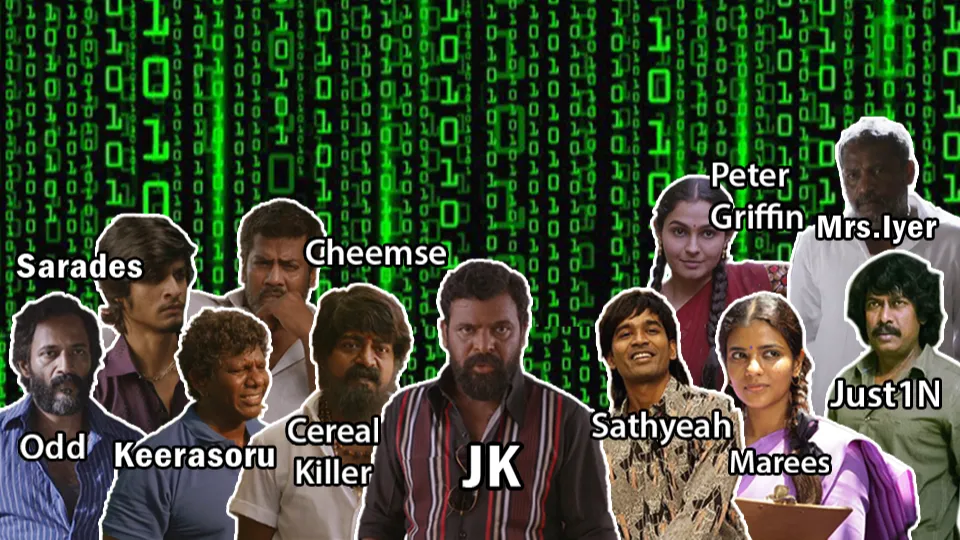 Peter
Griffin
Mrs.Iyer
Sarades
Cheemse
Just1N
Odd
Keerasoru
Cereal
Killer
JK
Sathyeah
Marees